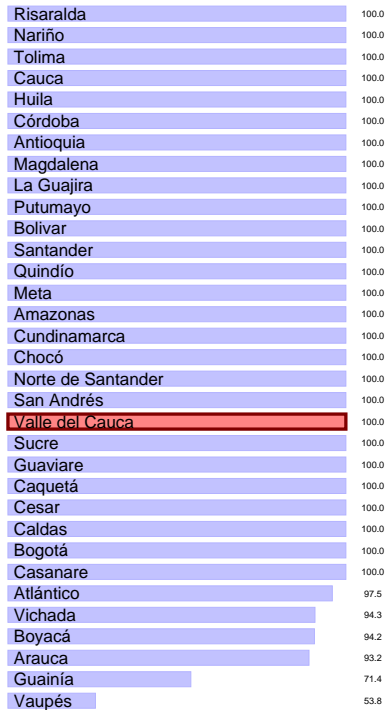 Risaralda 100.0
Nariño 100.0
Tolima 100.0
Cauca 100.0
Huila 100.0
Córdoba 100.0
Antioquia 100.0
Magdalena 100.0
La Guajira 100.0
Putumayo 100.0
Bolivar 100.0
Santander 100.0
Quindío 100.0
Meta 100.0
Amazonas 100.0
Cundinamarca 100.0
Chocó 100.0
Norte de Santander 100.0
San Andrés 100.0
Valle del Cauca 100.0
Sucre 100.0
Guaviare 100.0
Caquetá 100.0
Cesar 100.0
Caldas 100.0
Bogotá 100.0
Casanare 100.0
Atlántico 97.5
Vichada 94.3
Boyacá 94.2
Arauca 93.2
Guainía 71.4
Vaupés 53.8